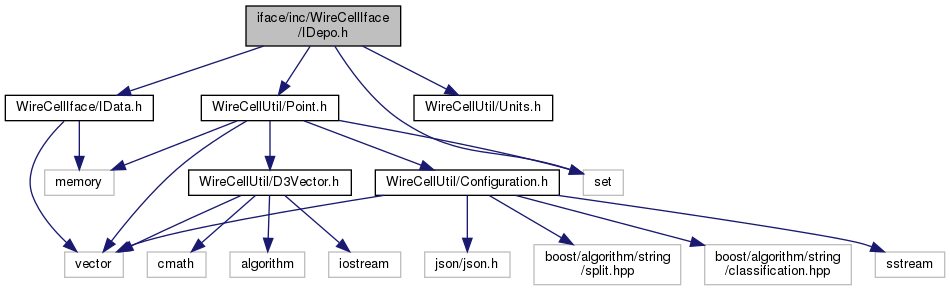 iface/inc/WireCellIface
/IDepo.h
WireCellIface/IData.h
WireCellUtil/Point.h
WireCellUtil/Units.h
memory
WireCellUtil/D3Vector.h
WireCellUtil/Configuration.h
set
vector
cmath
algorithm
iostream
json/json.h
boost/algorithm/string
/split.hpp
boost/algorithm/string
/classification.hpp
sstream